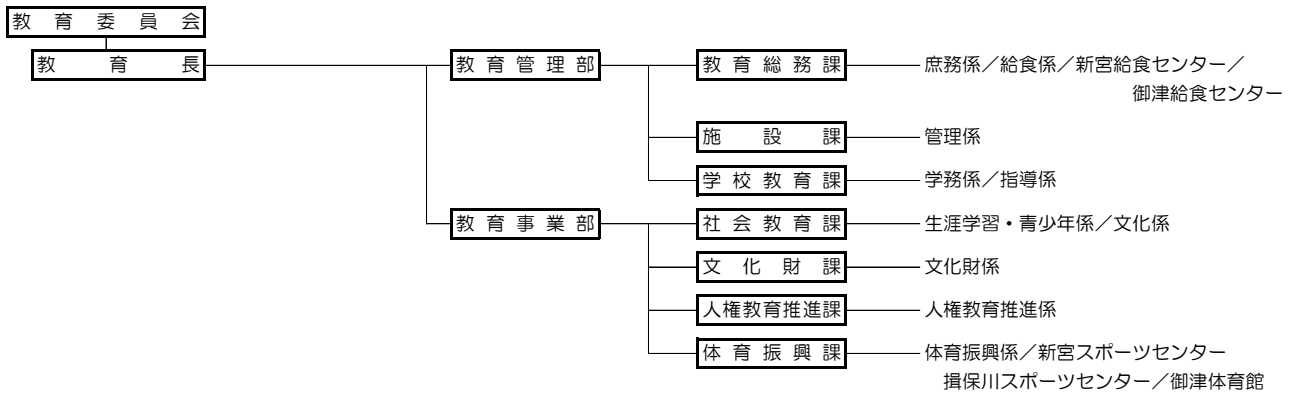 教育委員会
教育長
教育管理部
教育総務課
庶務係／給食係／新宮給食センター／
御津給食センター
施設課
管理係
学校教育課
学務係／指導係
教育事業部
社会教育課
生涯学習・青少年係／文化係
文化財課
文化財係
人権教育推進課
人権教育推進係
体育振興課
体育振興係／新宮スポーツセンター
揖保川スポーツセンター／御津体育館